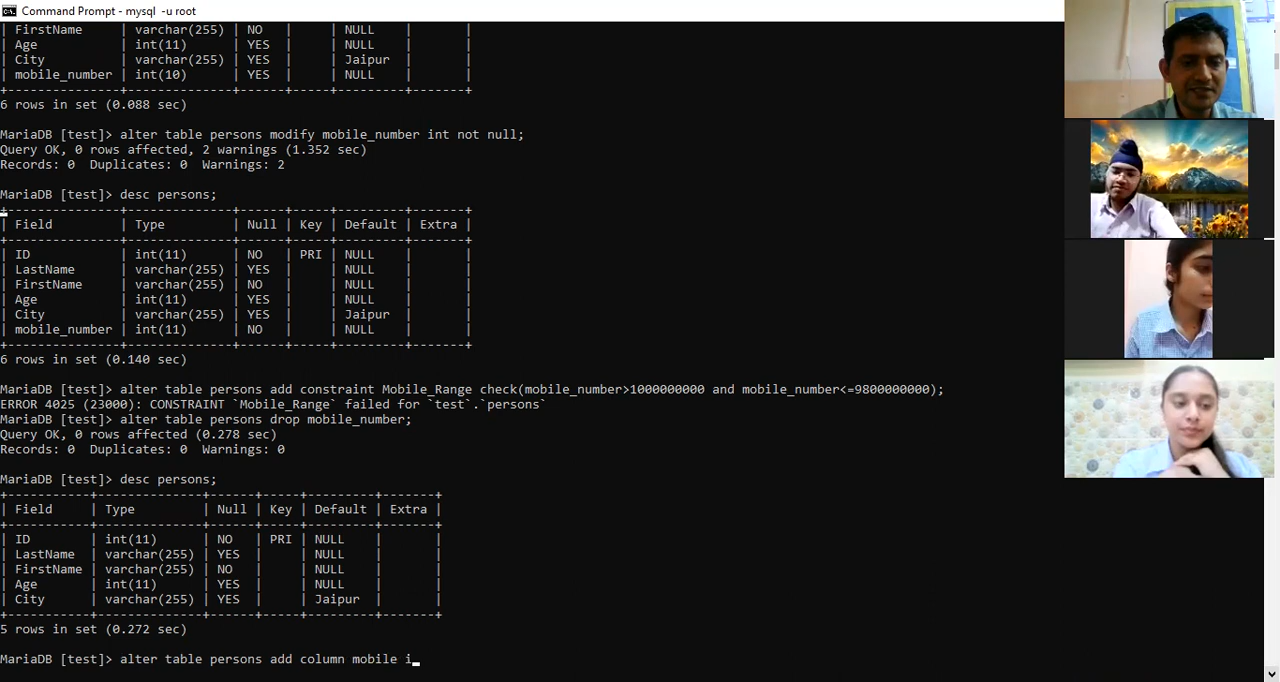 Command Prompt - mysql -u root
| FirstName | varchar(255) | NO | | NULL | |
| Age | int(11) | YES | | NULL | |
| City | varchar(255) | YES | | Jaipur | |
| mobile_number | int(10) | YES | | NULL | |
+---------------+--------------+------+-----+---------+-------+
6 rows in set (0.088 sec)
MariaDB [test]> alter table persons modify mobile_number int not null;
Query OK, 0 rows affected, 2 warnings (1.352 sec)
Records: 0 Duplicates: 0 Warnings: 2
MariaDB [test]> desc persons;
+---------------+--------------+------+-----+---------+-------+
| Field | Type | Null | Key | Default | Extra |
+---------------+--------------+------+-----+---------+-------+
| ID | int(11) | NO | PRI | NULL | |
| LastName | varchar(255) | YES | | NULL | |
| FirstName | varchar(255) | NO | | NULL | |
| Age | int(11) | YES | | NULL | |
| City | varchar(255) | YES | | Jaipur | |
| mobile_number | int(11) | NO | | NULL | |
+---------------+--------------+------+-----+---------+-------+
6 rows in set (0.140 sec)
MariaDB [test]> alter table persons add constraint Mobile_Range check(mobile_number>1000000000 and mobile_number<=9800000000);
ERROR 4025 (23000): CONSTRAINT `Mobile_Range` failed for `test`.`persons`
MariaDB [test]> alter table persons drop mobile_number;
Query OK, 0 rows affected (0.278 sec)
Records: 0 Duplicates: 0 Warnings: 0
MariaDB [test]> desc persons;
+-----------+--------------+------+-----+---------+-------+
| Field | Type | Null | Key | Default | Extra |
+-----------+--------------+------+-----+---------+-------+
| ID | int(11) | NO | PRI | NULL | |
| LastName | varchar(255) | YES | | NULL | |
| FirstName | varchar(255) | NO | | NULL | |
| Age | int(11) | YES | | NULL | |
| City | varchar(255) | YES | | Jaipur | |
+-----------+--------------+------+-----+---------+-------+
5 rows in set (0.272 sec)
MariaDB [test]> alter table persons add column mobile i_